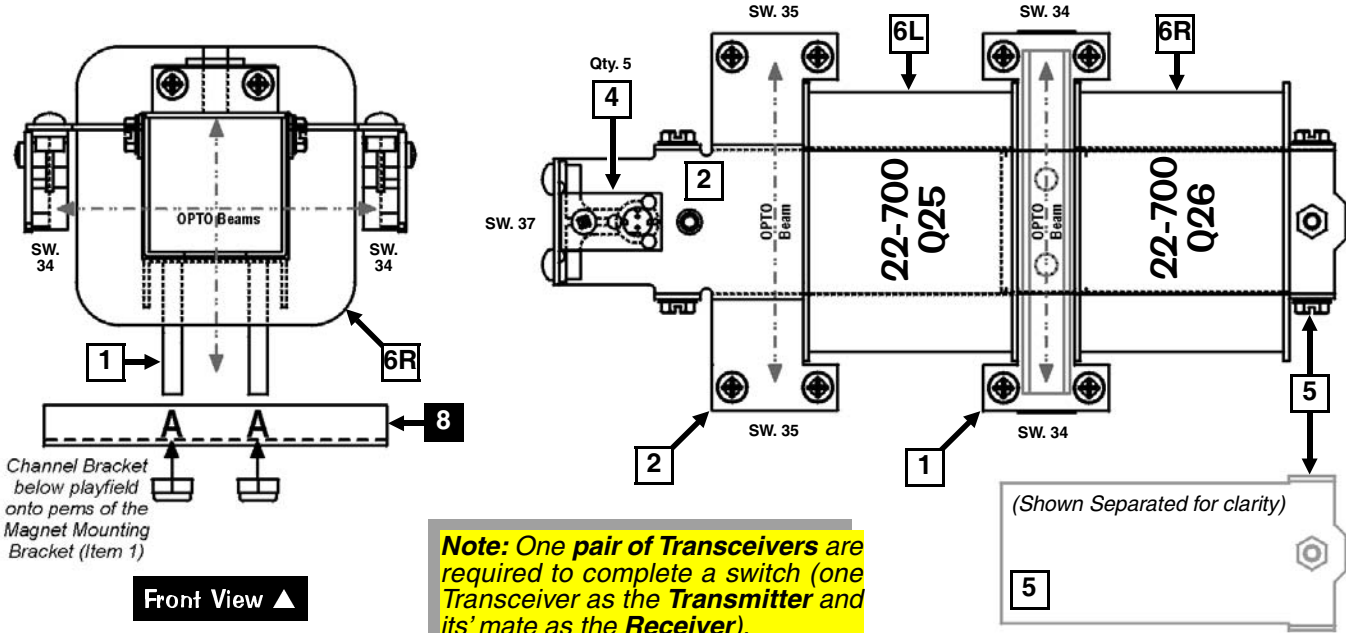 SW. 35
SW. 34
6L
6R
Qty. 5
4
2
SW. 37
OPTO Beams
SW.
34
SW.
34
OPTO
Beam
22-700
Q25
OPTO
Beam
22-700
Q26
1
6R
5
A A
8
SW. 35
SW. 34
2
1
Channel Bracket
below playfield
onto pems of the
Magnet Mounting
Bracket (Item 1)
(Shown Separated for clarity)
5
Front View ▲
Note: One pair of Transceivers are
required to complete a switch (one
Transceiver as the Transmitter and
its' mate as the Receiver).